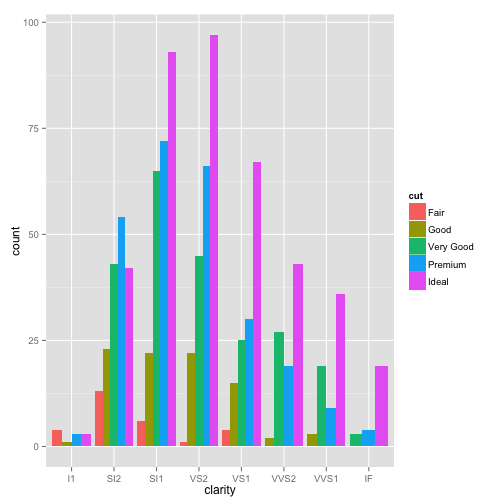 100
75
50
25
0
count
I1 SI2 SI1 VS2 VS1 VVS2 VVS1 IF
clarity
cut
Fair
Good
Very Good
Premium
Ideal